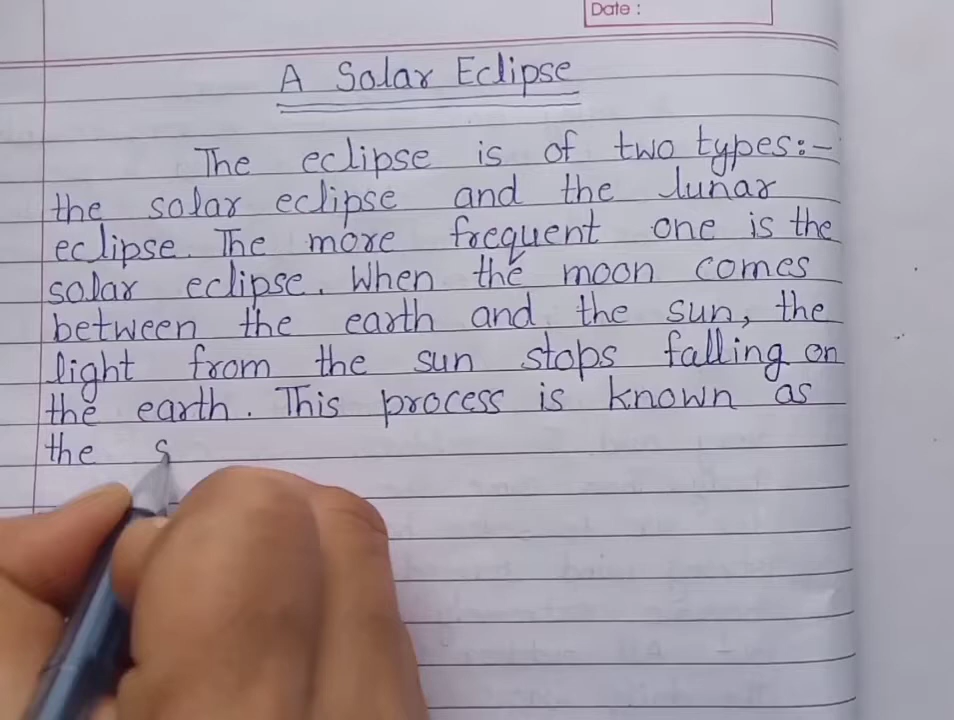 Date :
A Solar Eclipse
The eclipse is of two types:-
the solar eclipse and the lunar
eclipse. The more frequent one is the
solar eclipse. When the moon comes
between the earth and the sun, the
light from the sun stops falling on
the earth. This process is known as
the s